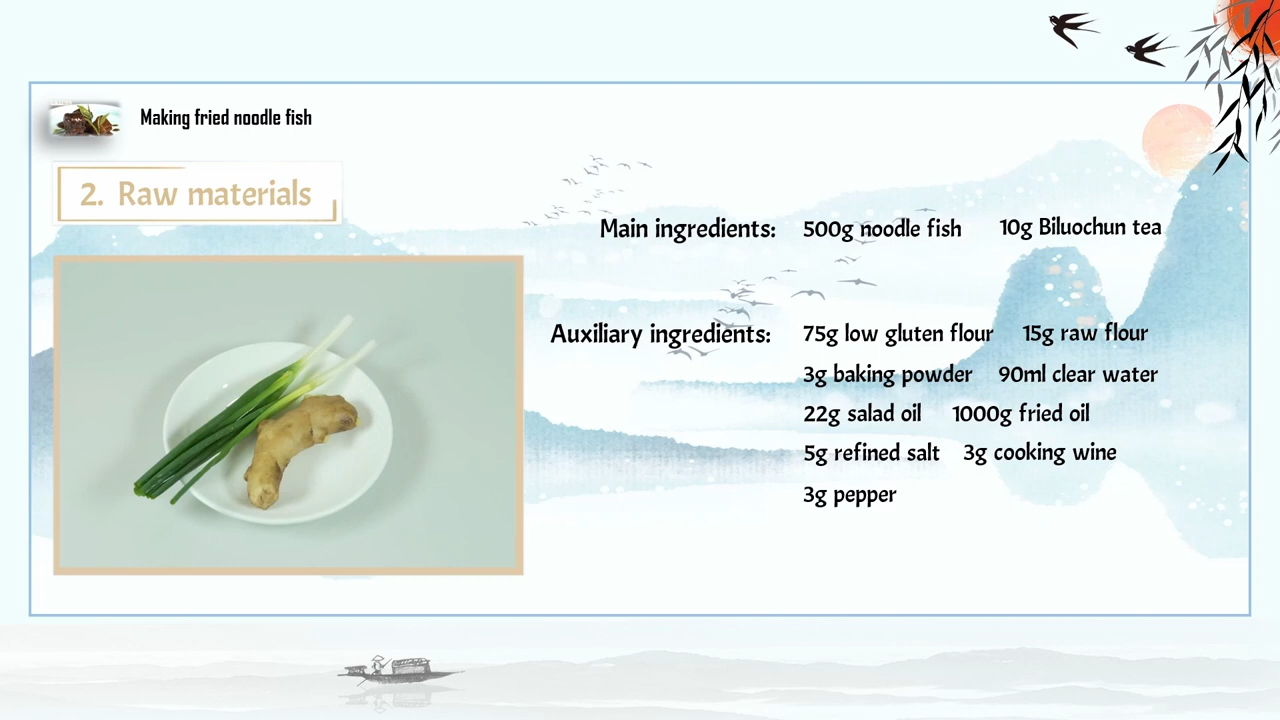 Making fried noodle fish
2. Raw materials
Main ingredients: 500g noodle fish 10g Biluochun tea
Auxiliary ingredients: 75g low gluten flour 15g raw flour
3g baking powder 90ml clear water
22g salad oil 1000g fried oil
5g refined salt 3g cooking wine
3g pepper